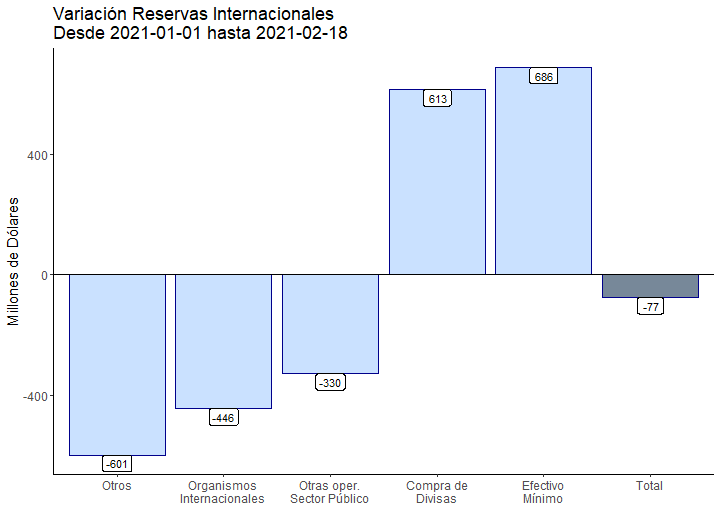 Variación Reservas Internacionales
Desde 2021-01-01 hasta 2021-02-18
Millones de Dólares
400
0
-400
613
686
-77
-330
-446
-601
Otros
Organismos
Internacionales
Otras oper.
Sector Público
Compra de
Divisas
Efectivo
Mínimo
Total